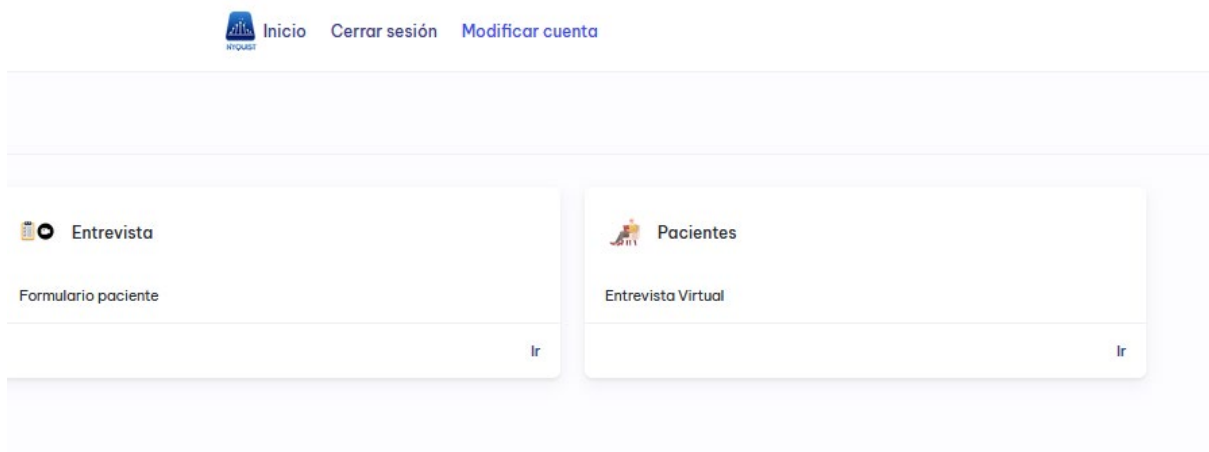 NYQUIST Inicio Cerrar sesión Modificar cuenta
Entrevista
Formulario paciente
Ir
Pacientes
Entrevista Virtual
Ir